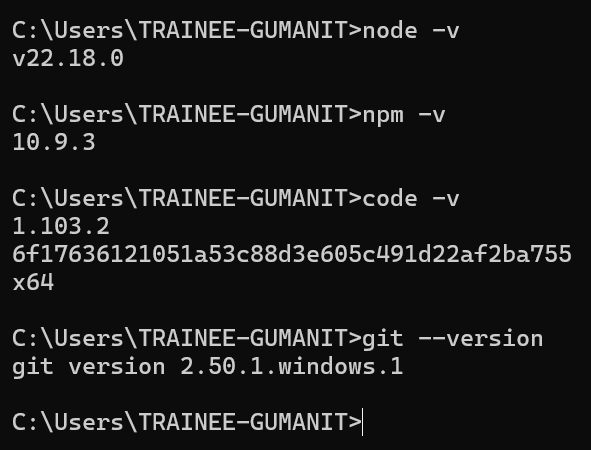 C:\Users\TRAINEE-GUMANIT>node -v
v22.18.0
C:\Users\TRAINEE-GUMANIT>npm -v
10.9.3
C:\Users\TRAINEE-GUMANIT>code -v
1.103.2
6f17636121051a53c88d3e605c491d22af2ba755
x64
C:\Users\TRAINEE-GUMANIT>git --version
git version 2.50.1.windows.1
C:\Users\TRAINEE-GUMANIT>